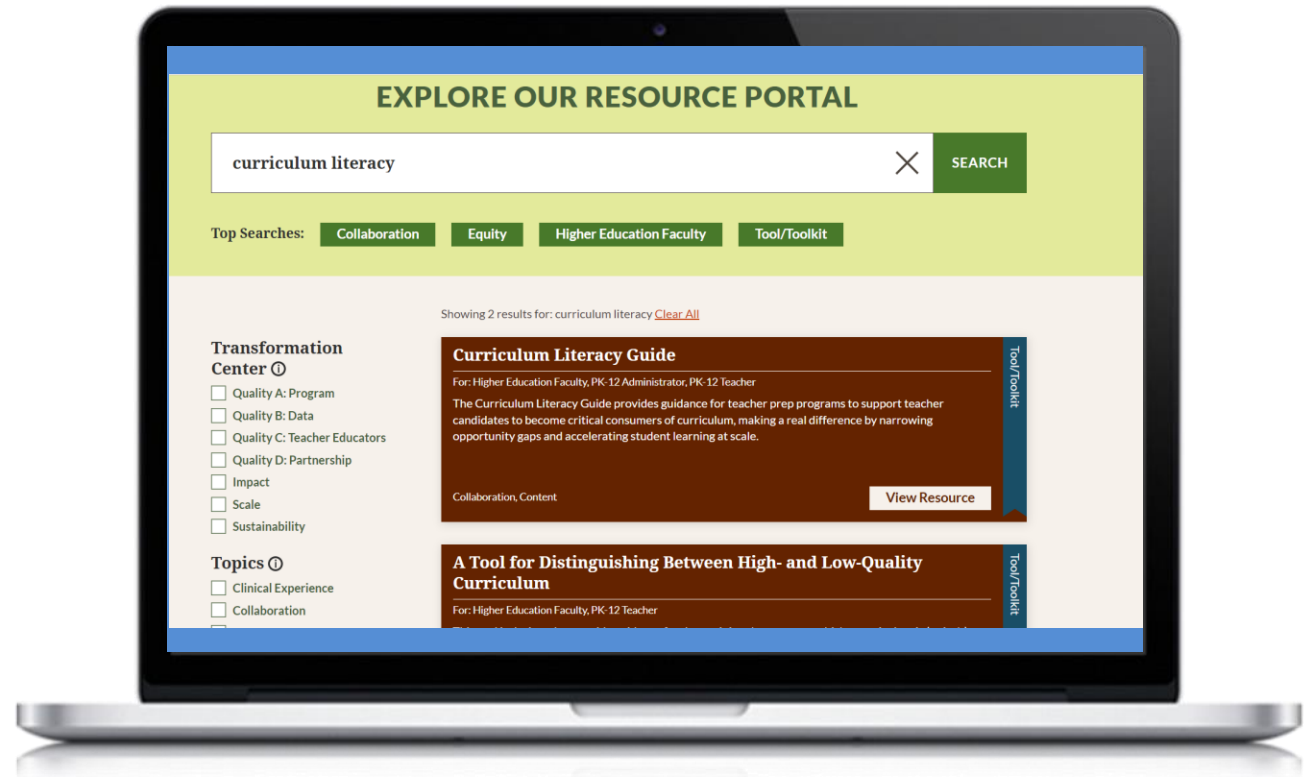 EXPLORE OUR RESOURCE PORTAL
curriculum literacy
SEARCH
Top Searches: Collaboration Equity Higher Education Faculty Tool/Toolkit
Showing 2 results for: curriculum literacy Clear All
Transformation
Center
Quality A: Program
Quality B: Data
Quality C: Teacher Educators
Quality D: Partnership
Impact
Scale
Sustainability
Topics
Clinical Experience
Collaboration
Curriculum Literacy Guide
For: Higher Education Faculty, PK-12 Administrator, PK-12 Teacher
The Curriculum Literacy Guide provides guidance for teacher prep programs to support teacher
candidates to become critical consumers of curriculum, making a real difference by narrowing
opportunity gaps and accelerating student learning at scale.
Collaboration, Content
View Resource
Tool/Toolkit
A Tool for Distinguishing Between High- and Low-Quality
Curriculum
For: Higher Education Faculty, PK-12 Teacher
Tool/Toolkit